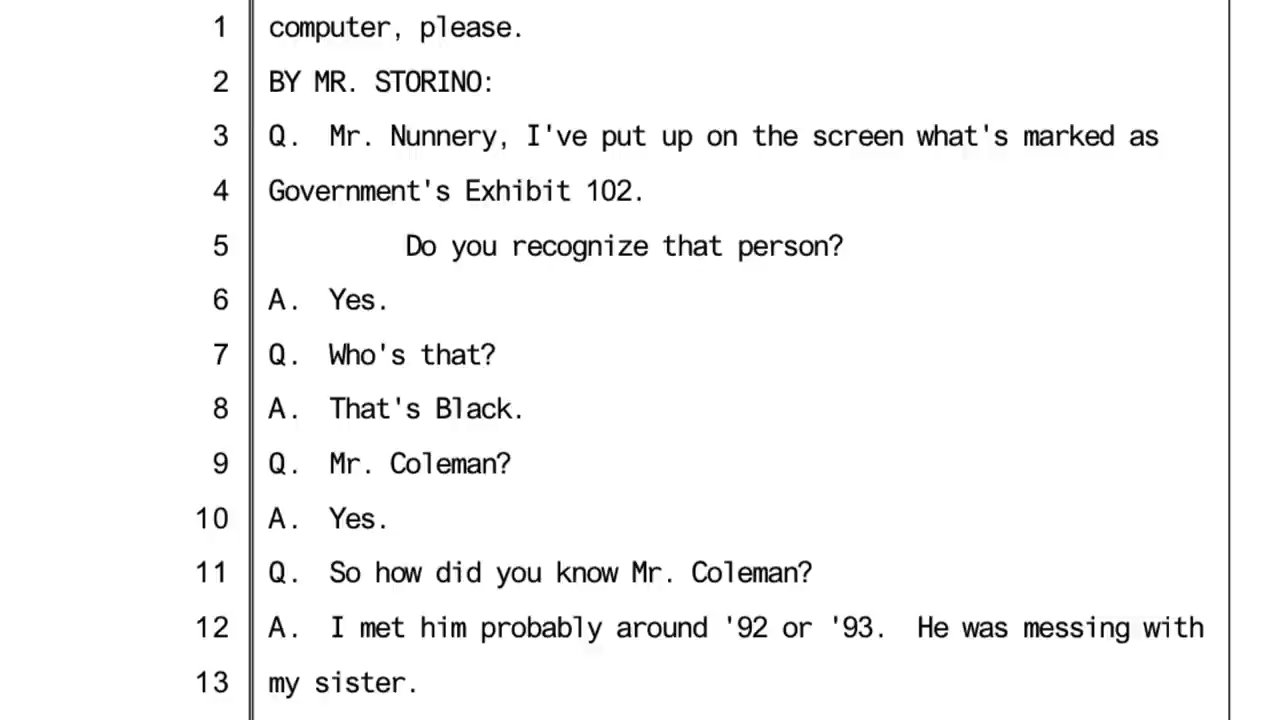 1 computer, please.
2 BY MR. STORINO:
3 Q. Mr. Nunnery, I've put up on the screen what's marked as
4 Government's Exhibit 102.
5 Do you recognize that person?
6 A. Yes.
7 Q. Who's that?
8 A. That's Black.
9 Q. Mr. Coleman?
10 A. Yes.
11 Q. So how did you know Mr. Coleman?
12 A. I met him probably around '92 or '93. He was messing with
13 my sister.